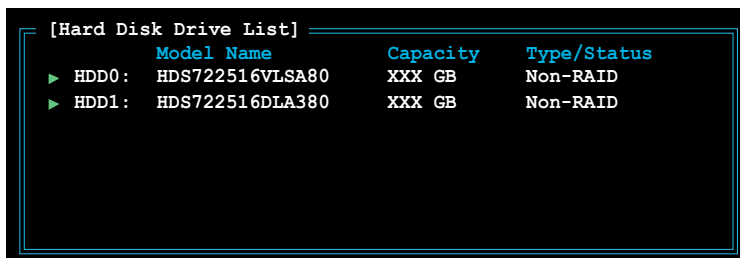 [Hard Disk Drive List]
Model Name Capacity Type/Status
HDD0: HDS722516VLSA80 XXX GB Non-RAID
HDD1: HDS722516DLA380 XXX GB Non-RAID